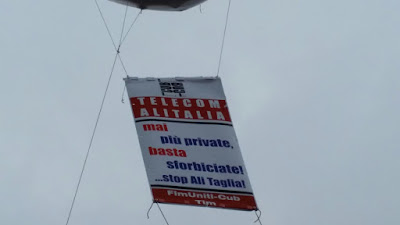 TELECOM
ALITALIA
mai
più private,
basta
sforbiciate!
...stop Ali Taglia!
FlmUniti-Cub
Tim